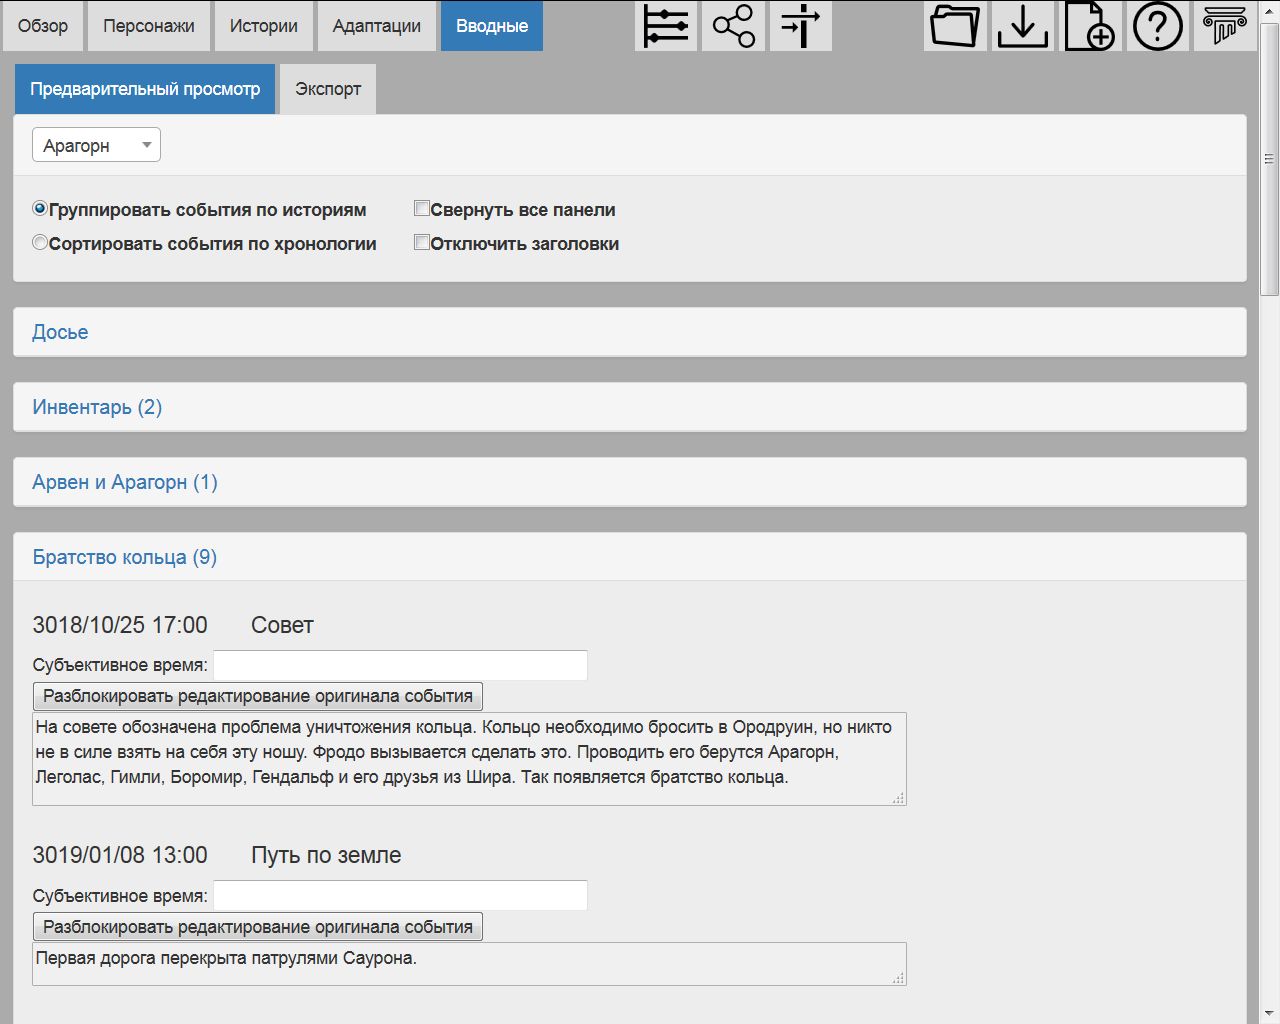 Обзор Персонажи Истории Адаптации Вводные
Предварительный просмотр Экспорт
Арагорн
Группировать события по историям Свернуть все панели
Сортировать события по хронологии Отключить заголовки
Досье
Инвентарь (2)
Арвен и Арагорн (1)
Братство кольца (9)
3018/10/25 17:00 Совет
Субъективное время:
Разблокировать редактирование оригинала события
На совете обозначена проблема уничтожения кольца. Кольцо необходимо бросить в Ородруин, но никто
не в силе взять на себя эту ношу. Фродо вызывается сделать это. Проводить его берутся Арагорн,
Леголас, Гимли, Боромир, Гендальф и его друзья из Шира. Так появляется братство кольца.
3019/01/08 13:00 Путь по земле
Субъективное время:
Разблокировать редактирование оригинала события
Первая дорога перекрыта патрулями Саурона.